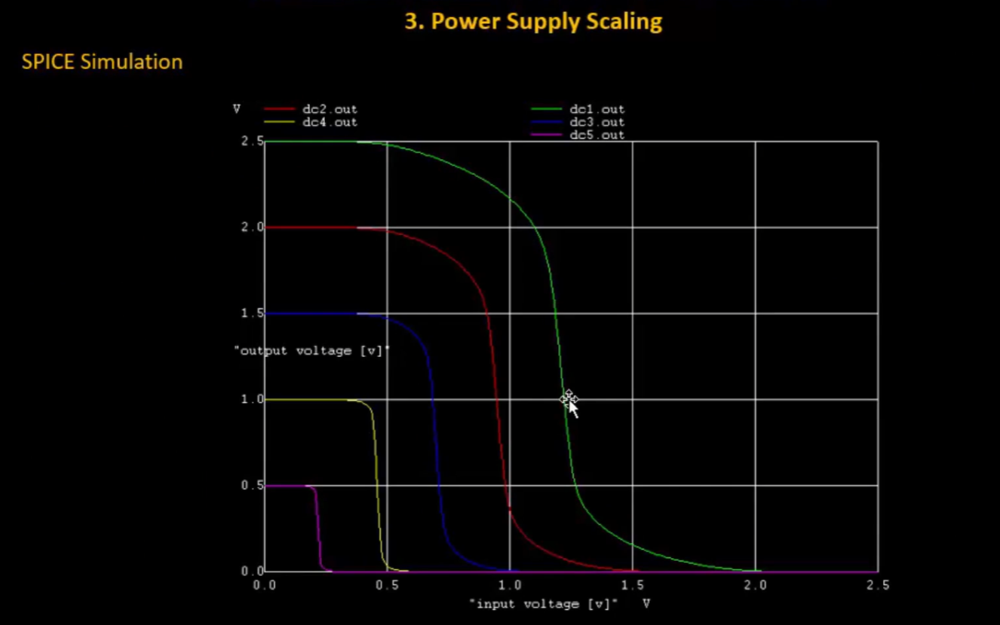 3. Power Supply Scaling
SPICE Simulation
V dc2.out dc1.out
dc4.out dc3.out
dc5.out
2.5
2.0
1.5
"output voltage [v]"
1.0
0.5
0.0
0.0 0.5 1.0 1.5 2.0 2.5
"input voltage [v]" V